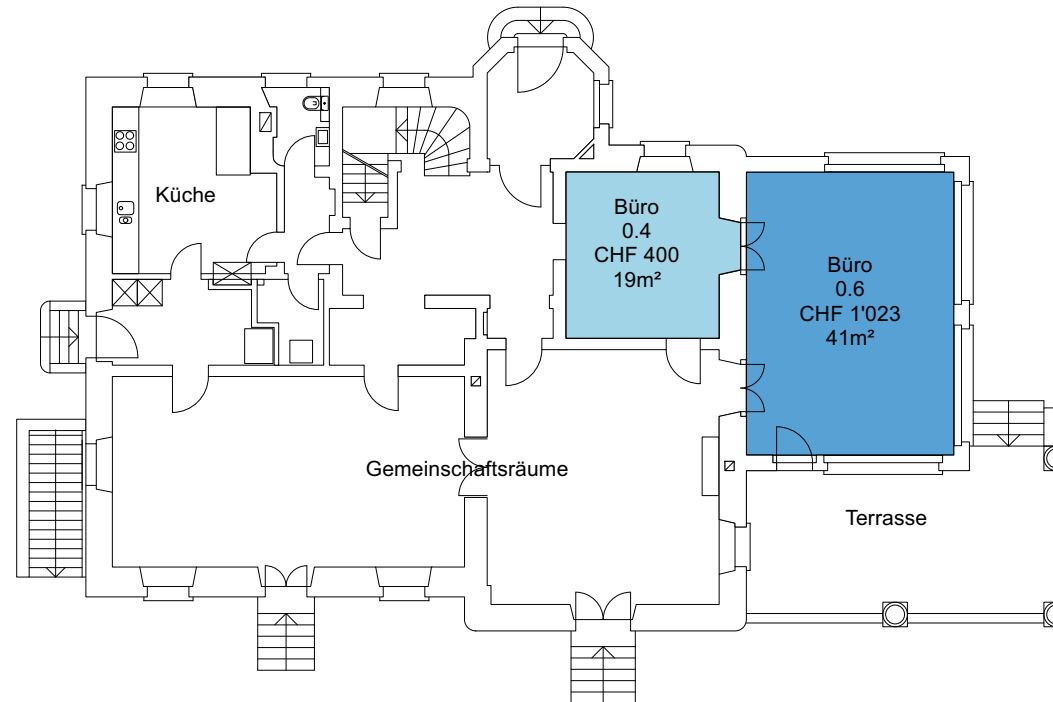 Küche
Büro
0.4
CHF 400
19m²
Büro
0.6
CHF 1'023
41m²
Gemeinschaftsräume
Terrasse